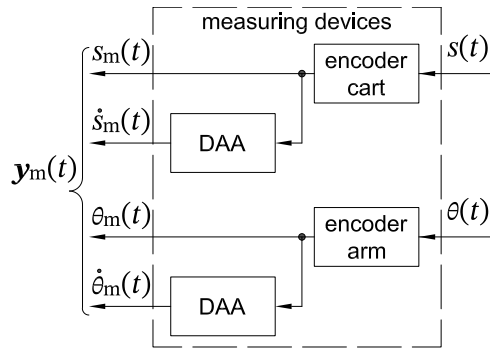 measuring devices
sₘ(t)
encoder
cart
s(t)
ṡₘ(t)
DAA
yₘ(t)
θₘ(t)
encoder
arm
θ(t)
θ̇ₘ(t)
DAA